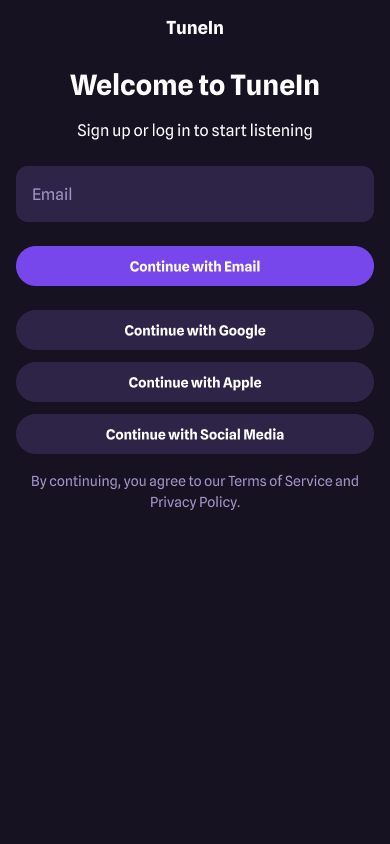 TuneIn
Welcome to TuneIn
Sign up or log in to start listening
Email
Continue with Email
Continue with Google
Continue with Apple
Continue with Social Media
By continuing, you agree to our Terms of Service and
Privacy Policy.